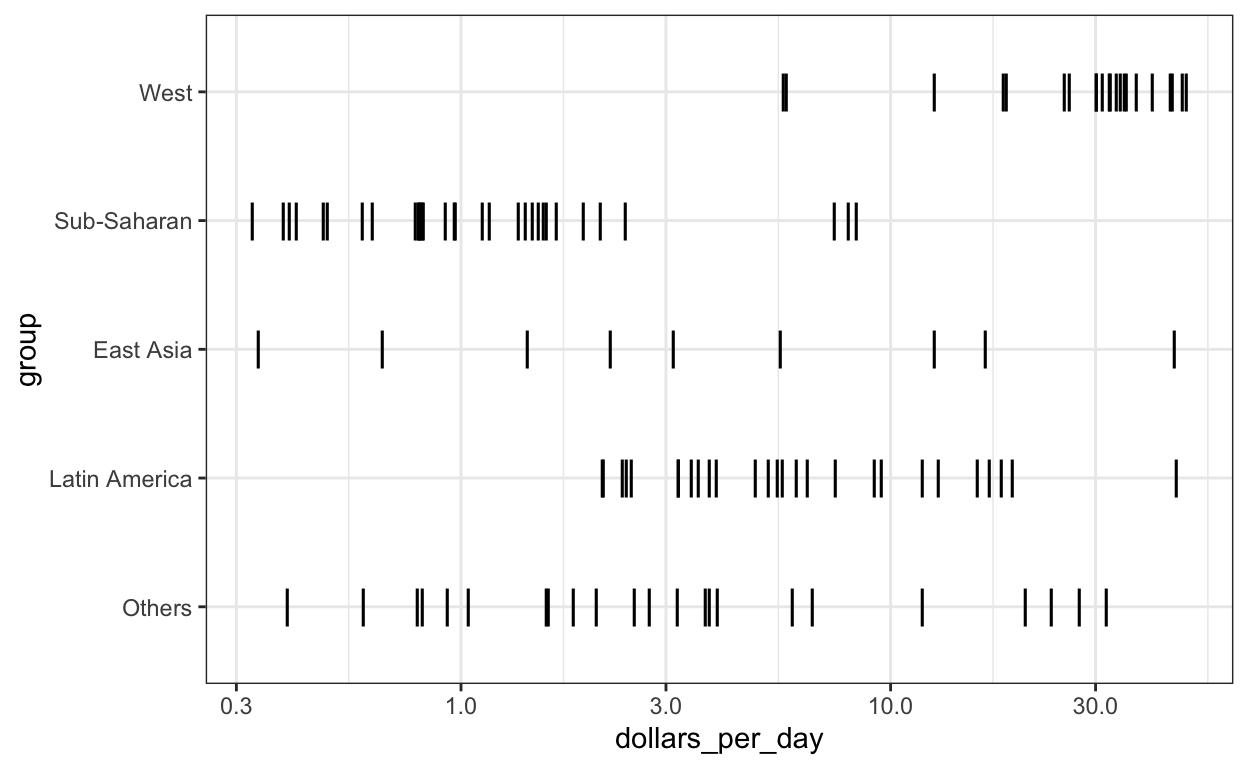 group
West
Sub-Saharan
East Asia
Latin America
Others
0.3 1.0 3.0 10.0 30.0
dollars_per_day